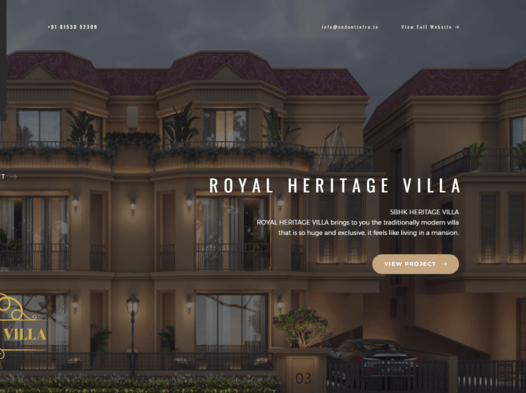 +91 81530 52309
info@vedantinfra.in
View Full Website →
T →
ROYAL HERITAGE VILLA
5BHK HERITAGE VILLA
ROYAL HERITAGE VILLA brings to you the traditionally modern villa
that is so huge and exclusive, it feels like living in a mansion.
VIEW PROJECT →
VILLA
03